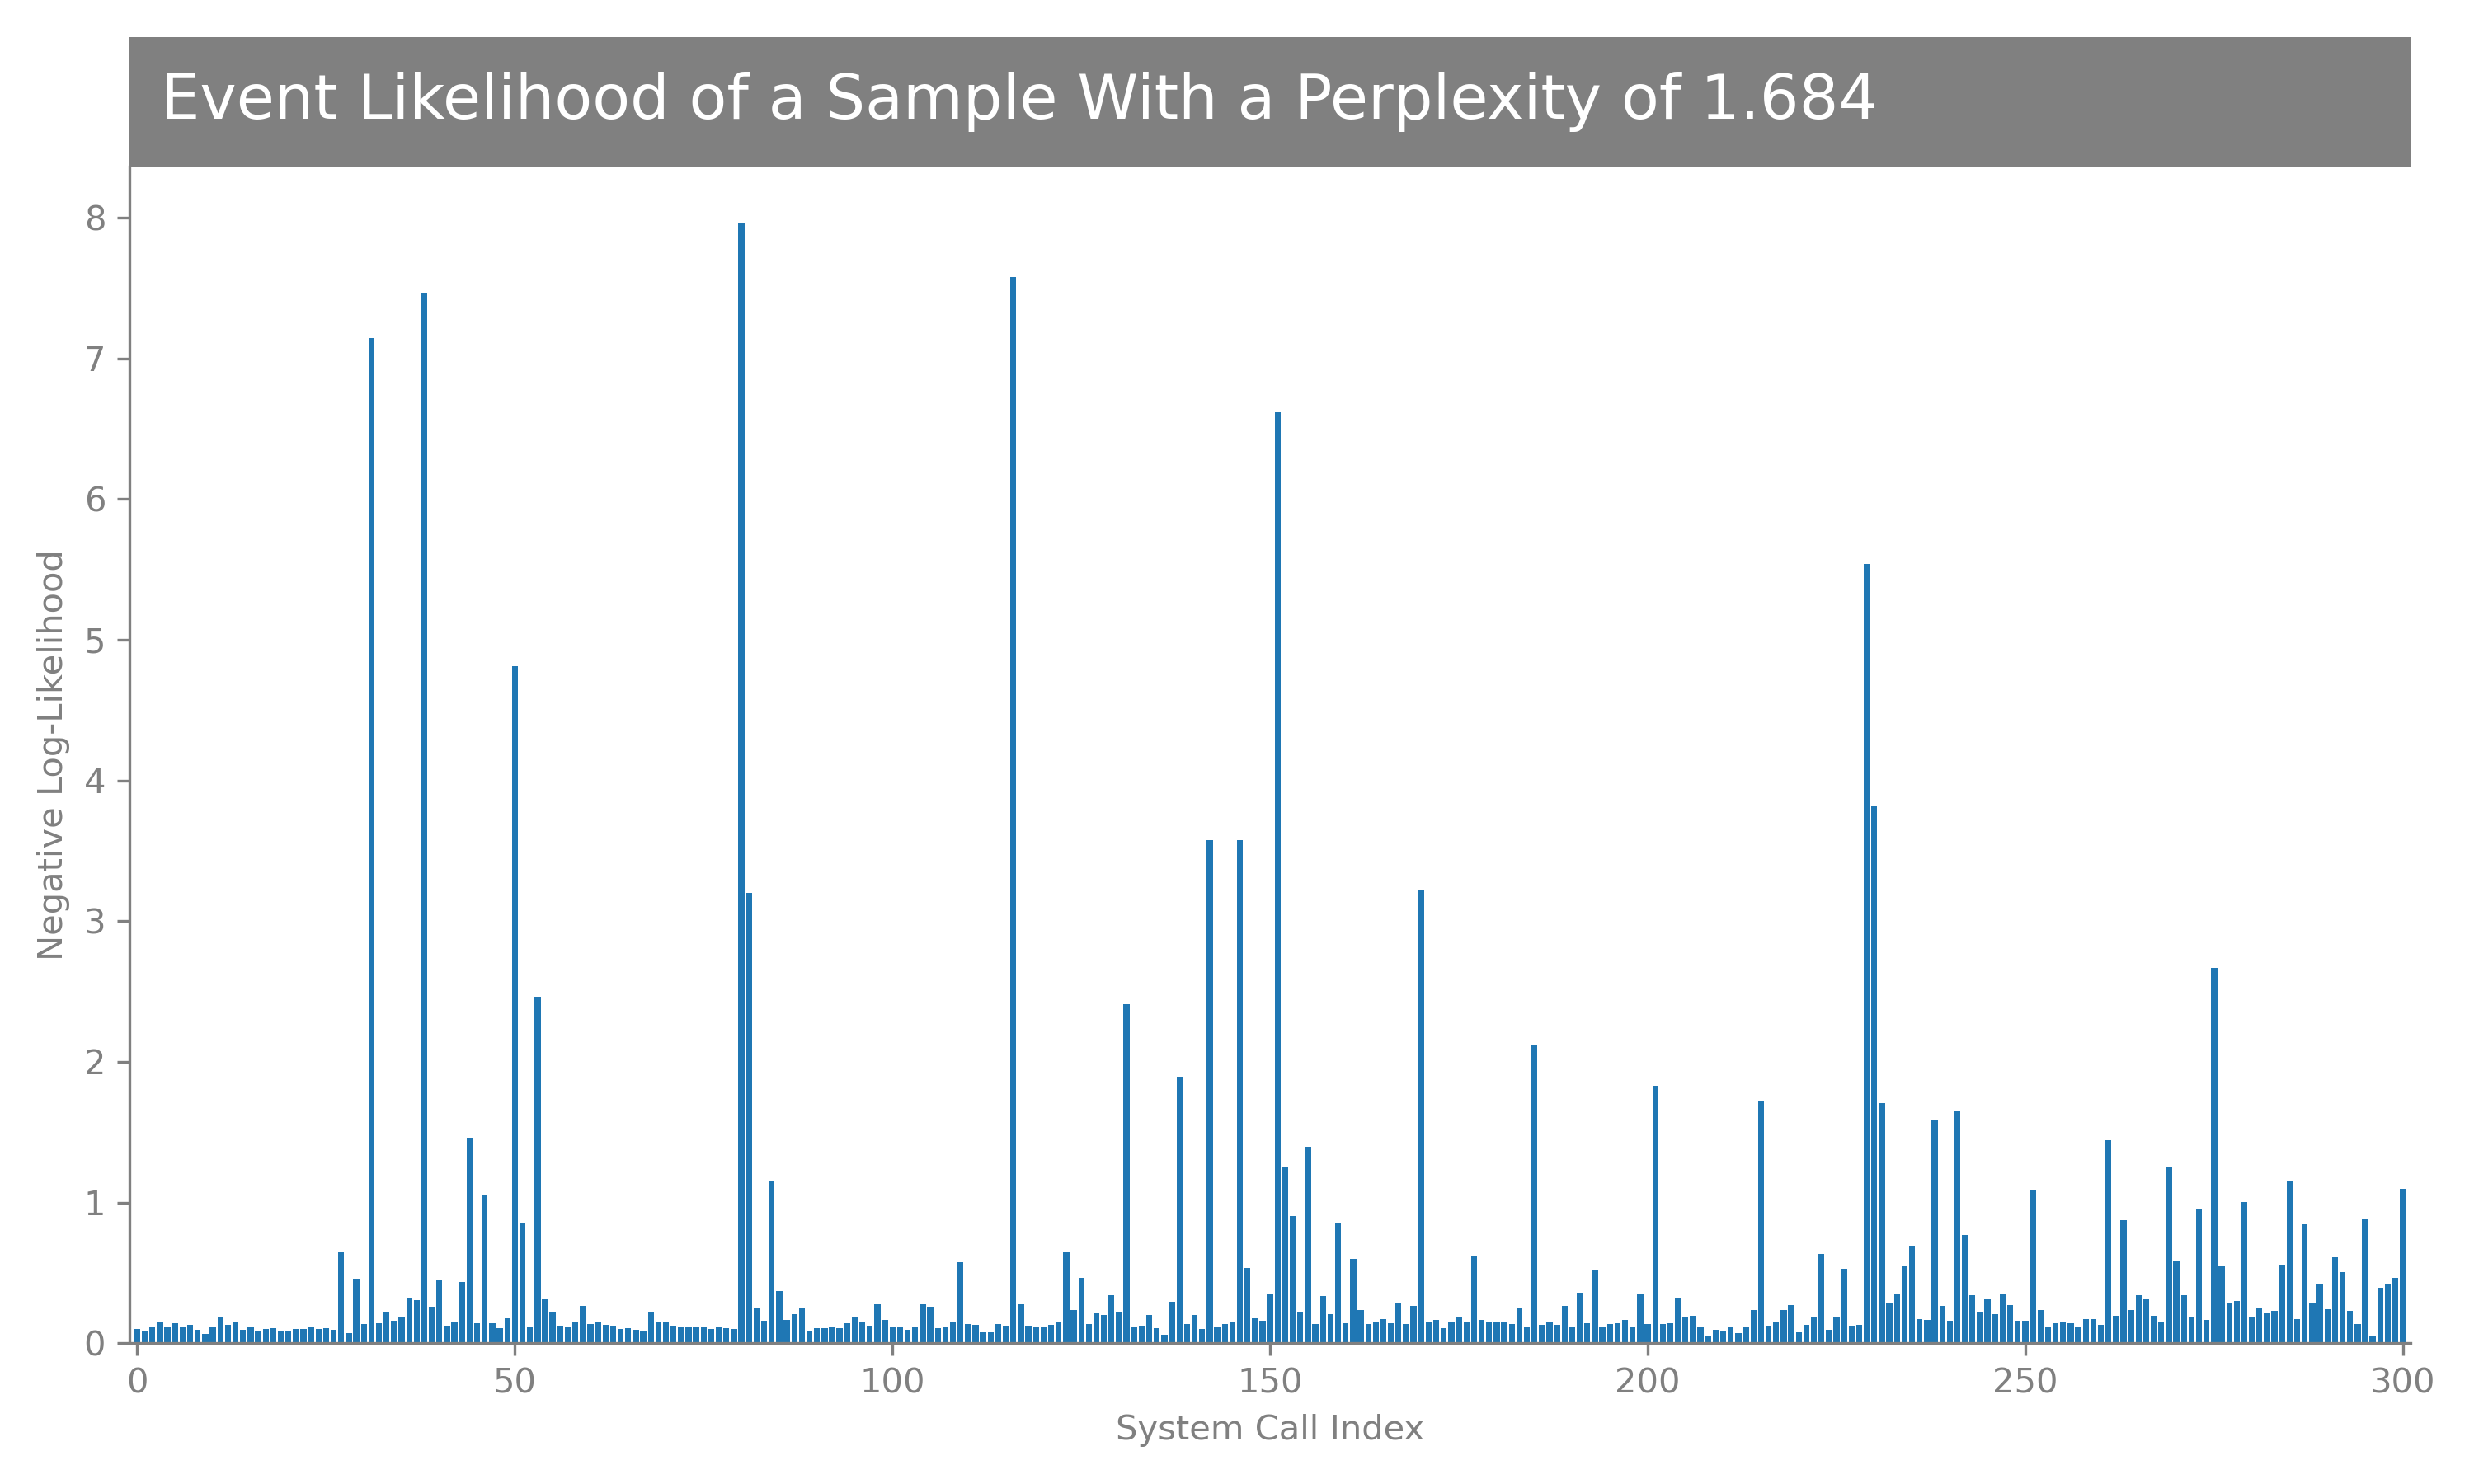 Event Likelihood of a Sample With a Perplexity of 1.684
8
7
6
5
4
3
2
1
0
Negative Log-Likelihood
0 50 100 150 200 250 300
System Call Index